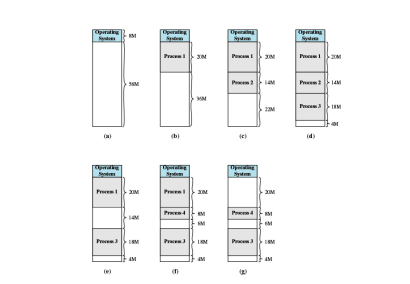 Operating
System
8M
56M
(a)
Operating
System
Process 1
20M
36M
(b)
Operating
System
Process 1
20M
Process 2
14M
22M
(c)
Operating
System
Process 1
20M
Process 2
14M
Process 3
18M
4M
(d)
Operating
System
Process 1
20M
14M
Process 3
18M
4M
(e)
Operating
System
Process 1
20M
Process 4
8M
6M
Process 3
18M
4M
(f)
Operating
System
20M
Process 4
8M
6M
Process 3
18M
4M
(g)